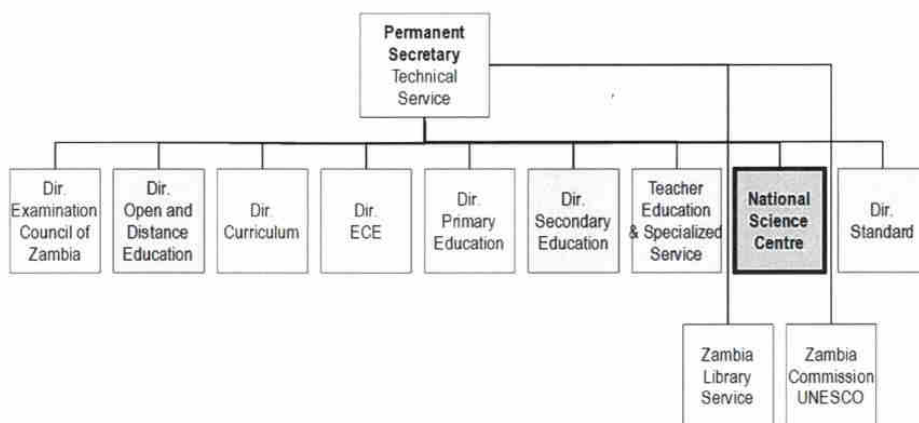 Permanent
Secretary
Technical
Service
Dir.
Examination
Council of
Zambia
Dir.
Open and
Distance
Education
Dir.
Curriculum
Dir.
ECE
Dir.
Primary
Education
Dir.
Secondary
Education
Teacher
Education
& Specialized
Service
National
Science
Centre
Dir.
Standard
Zambia
Library
Service
Zambia
Commission
UNESCO